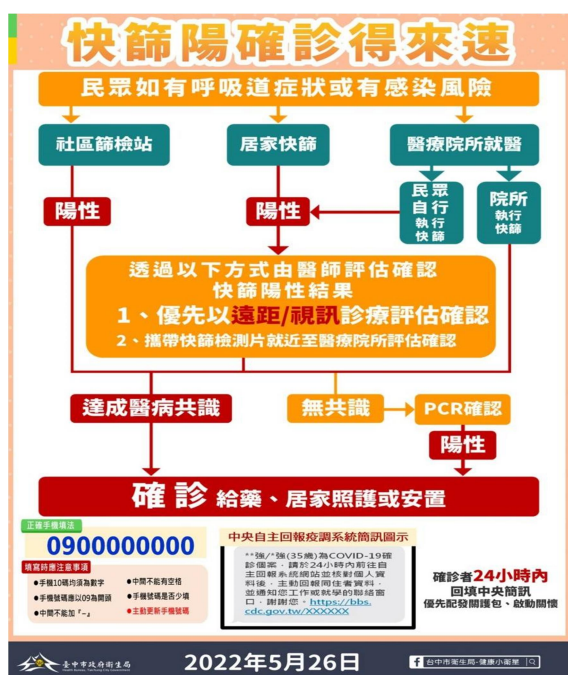 快篩陽確診得來速
民眾如有呼吸道症狀或有感染風險
社區篩檢站
居家快篩
醫療院所就醫
民眾
自行
執行
快篩
院所
執行
快篩
陽性
陽性
透過以下方式由醫師評估確認
快篩陽性結果
1、優先以遠距/視訊診療評估確認
2、攜帶快篩檢測片就近至醫療院所評估確認
達成醫病共識
無共識
PCR確認
陽性
確診 給藥、居家照護或安置
正確手機填法
0900000000
填寫時應注意事項
●手機10碼均須為數字
●手機號碼應以09為開頭
●中間不能加『-』
●中間不能有空格
●手機號碼是否少填
●主動更新手機號碼
中央自主回報疫調系統簡訊圖示
**強/*強(35歲)為COVID-19確
診個案，請於24小時內前往自
主回報系統網站並核對個人資
料後，主動回報同住者資料，
並通知您工作或就學的聯絡窗
口，謝謝您。https://bbs.
cdc.gov.tw/XXXXXX
確診者24小時內
回填中央簡訊
優先配發關護包、啟動關懷
臺中市政府衛生局
2022年5月26日
台中市衛生局-健康小衛星